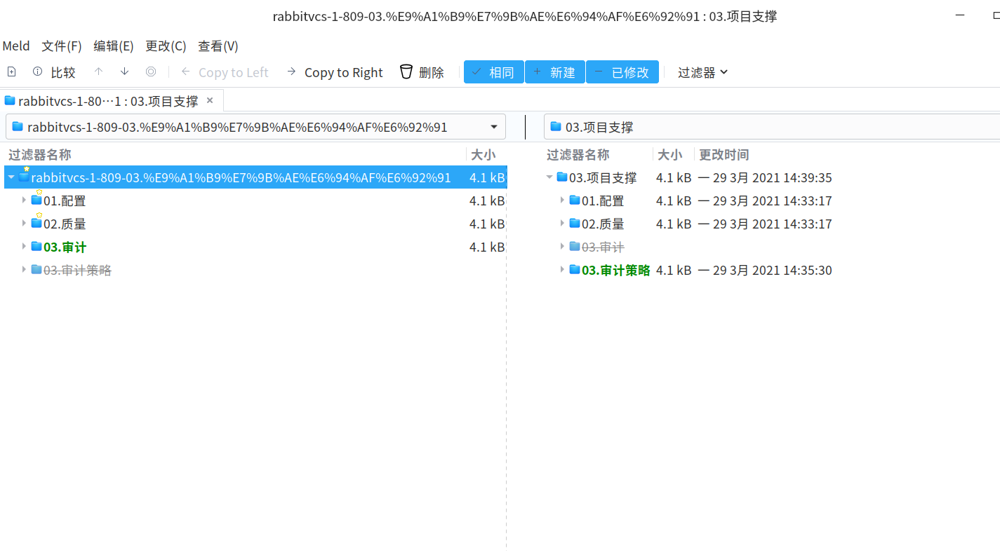 rabbitvcs-1-809-03.%E9%A1%B9%E7%9B%AE%E6%94%AF%E6%92%91 : 03.项目支撑
Meld 文件(F) 编辑(E) 更改(C) 查看(V)
比较 Copy to Left Copy to Right 删除 相同 新建 已修改 过滤器
rabbitvcs-1-80…1 : 03.项目支撑
rabbitvcs-1-809-03.%E9%A1%B9%E7%9B%AE%E6%94%AF%E6%92%91 03.项目支撑
过滤器名称 大小 过滤器名称 大小 更改时间
rabbitvcs-1-809-03.%E9%A1%B9%E7%9B%AE%E6%94%AF%E6%92%91 4.1 kB 03.项目支撑 4.1 kB 一 29 3月 2021 14:39:35
01.配置 4.1 kB 01.配置 4.1 kB 一 29 3月 2021 14:33:17
02.质量 4.1 kB 02.质量 4.1 kB 一 29 3月 2021 14:33:17
03.审计 4.1 kB 03.审计
03.审计策略 03.审计策略 4.1 kB 一 29 3月 2021 14:35:30